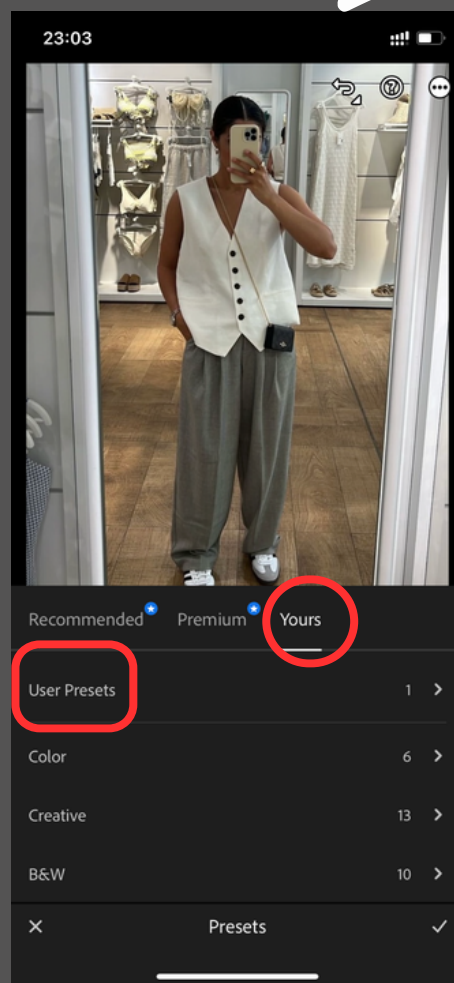 23:03
Recommended Premium Yours
User Presets 1
Color 6
Creative 13
B&W 10
Presets